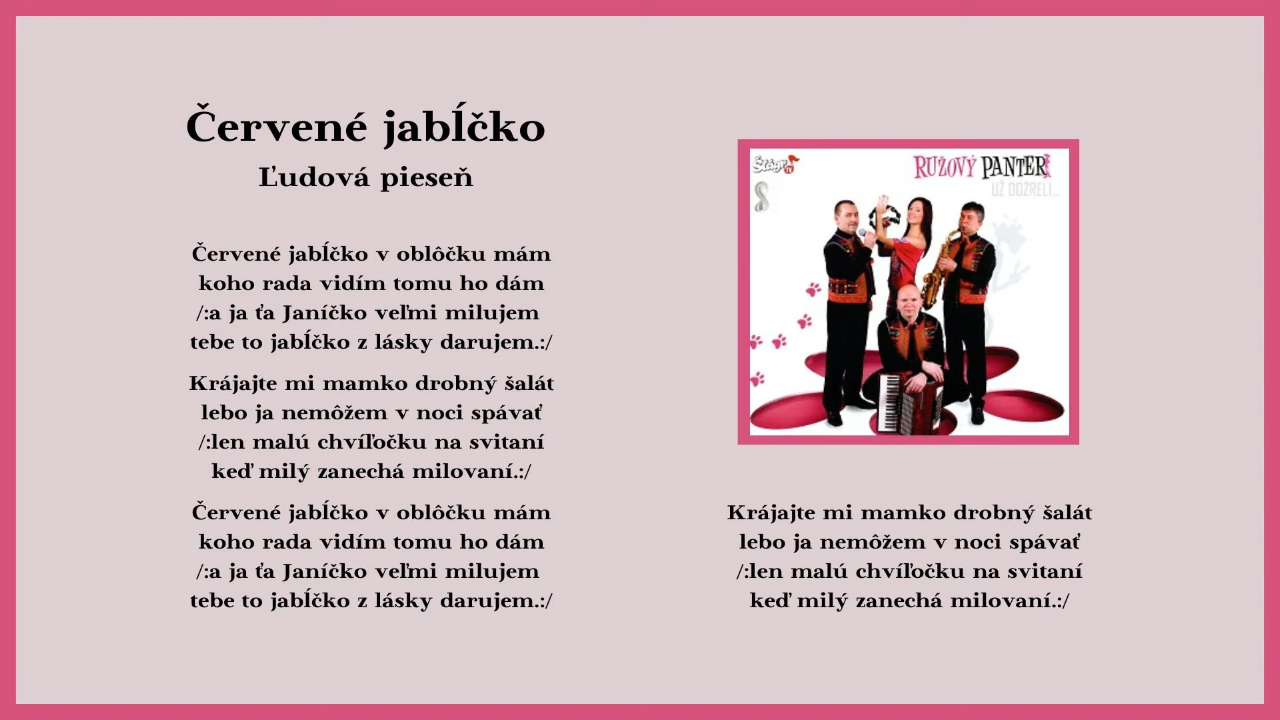 Červené jabĺčko
Ľudová pieseň
Červené jabĺčko v oblôčku mám
koho rada vidím tomu ho dám
/:a ja ťa Janíčko veľmi milujem
tebe to jabĺčko z lásky darujem.:/
Krájajte mi mamko drobný šalát
lebo ja nemôžem v noci spávať
/:len malú chvíľočku na svitaní
keď milý zanechá milovaní.:/
Červené jabĺčko v oblôčku mám
koho rada vidím tomu ho dám
/:a ja ťa Janíčko veľmi milujem
tebe to jabĺčko z lásky darujem.:/
Šláger TV
RUŽOVÝ PANTER
UŽ DOZRELI...
8
Krájajte mi mamko drobný šalát
lebo ja nemôžem v noci spávať
/:len malú chvíľočku na svitaní
keď milý zanechá milovaní.:/